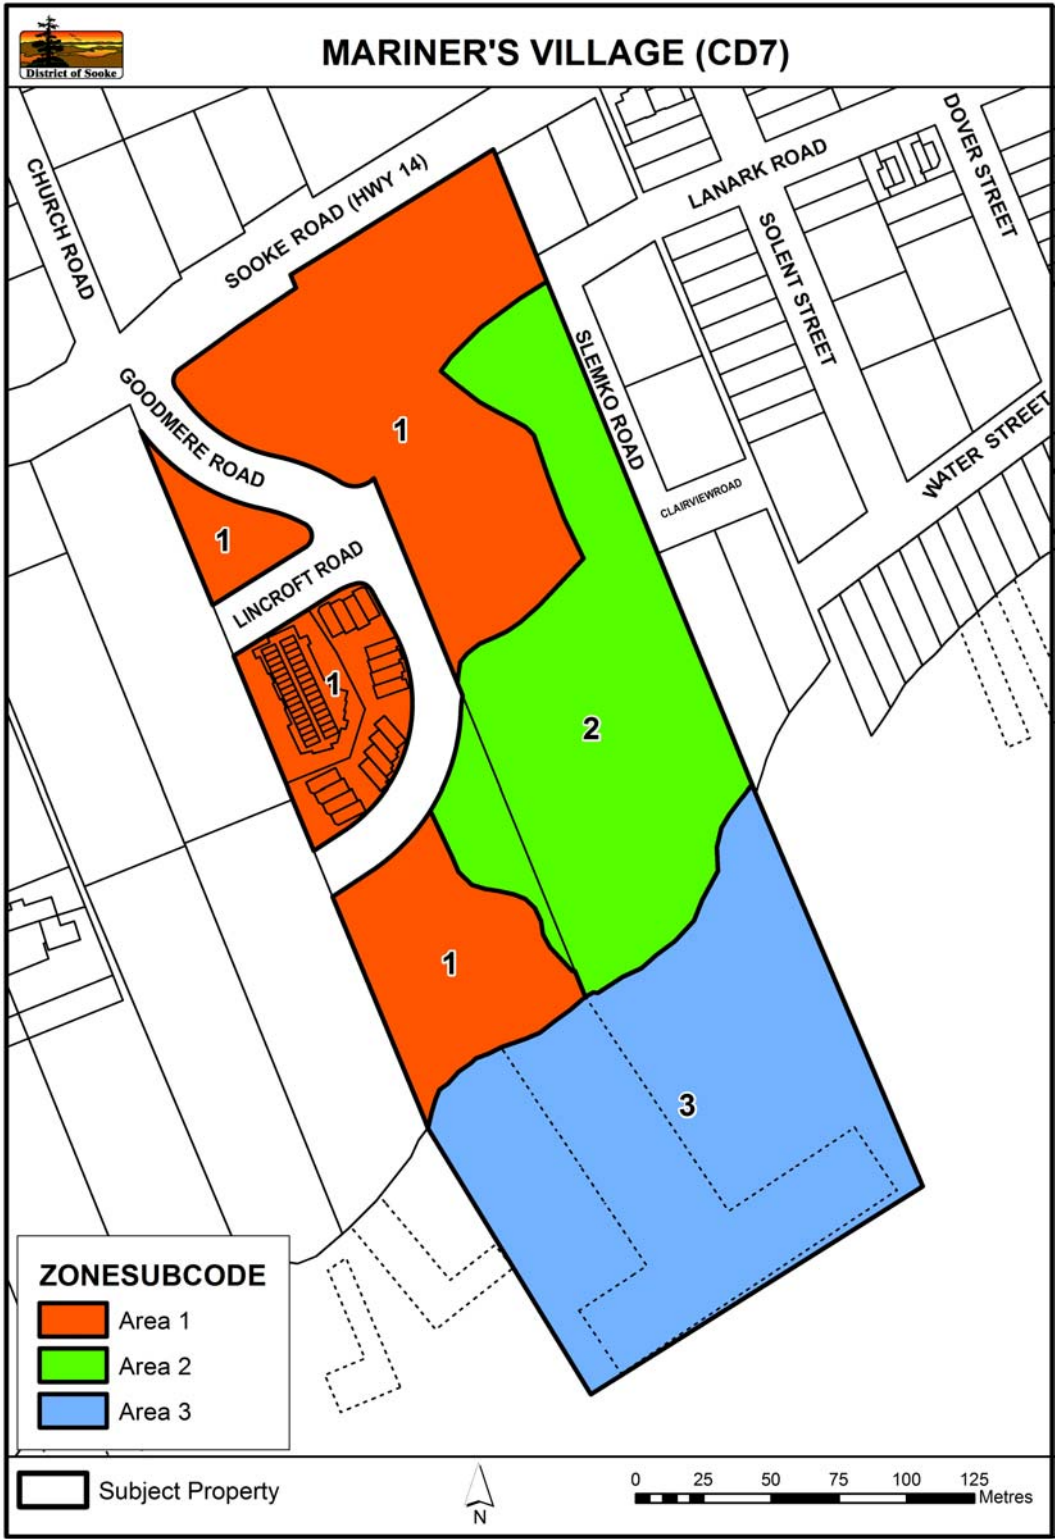 District of Sooke
MARINER'S VILLAGE (CD7)
CHURCH ROAD
SOOKE ROAD (HWY 14)
LANARK ROAD
DOVER STREET
SOLENT STREET
SLEMKO ROAD
GOODMERE ROAD
1
WATER STREET
CLAIRVIEWROAD
1
LINCROFT ROAD
1
2
1
3
ZONESUBCODE
Area 1
Area 2
Area 3
Subject Property
N
0 25 50 75 100 125
Metres